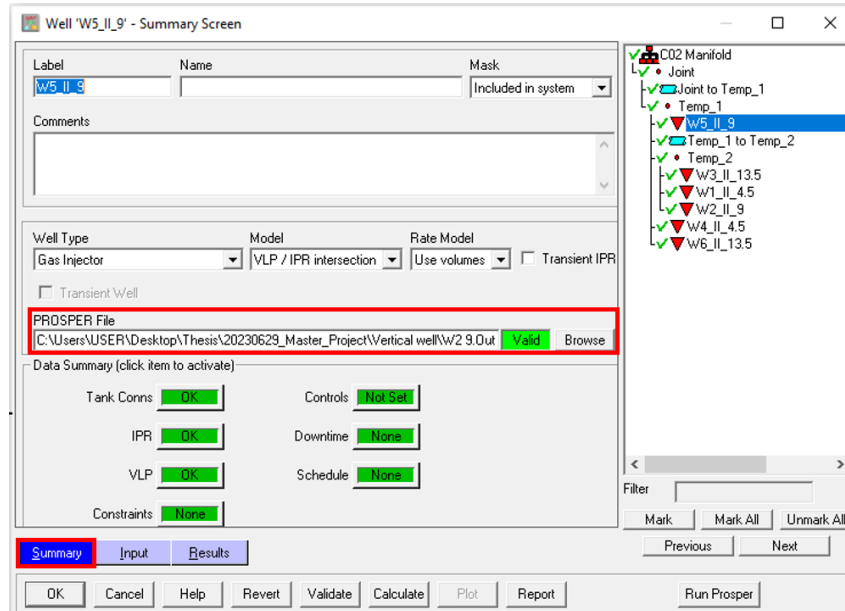 Well 'W5_II_9' - Summary Screen
Label Name Mask
W5_II_9 Included in system
Comments
Well Type Model Rate Model
Gas Injector VLP / IPR intersection Use volumes Transient IPR
Transient Well
PROSPER File
C:\Users\USER\Desktop\Thesis\20230629_Master_Project\Vertical well\W2 9.Out Valid Browse
Data Summary (click item to activate)
Tank Conns OK Controls Not Set
IPR OK Downtime None
VLP OK Schedule None
Constraints None
Summary Input Results
OK Cancel Help Revert Validate Calculate Plot Report Run Prosper
C02 Manifold
Joint
Joint to Temp_1
Temp_1
W5_II_9
Temp_1 to Temp_2
Temp_2
W3_II_13.5
W1_II_4.5
W2_II_9
W4_II_4.5
W6_II_13.5
Filter
Mark Mark All Unmark All
Previous Next